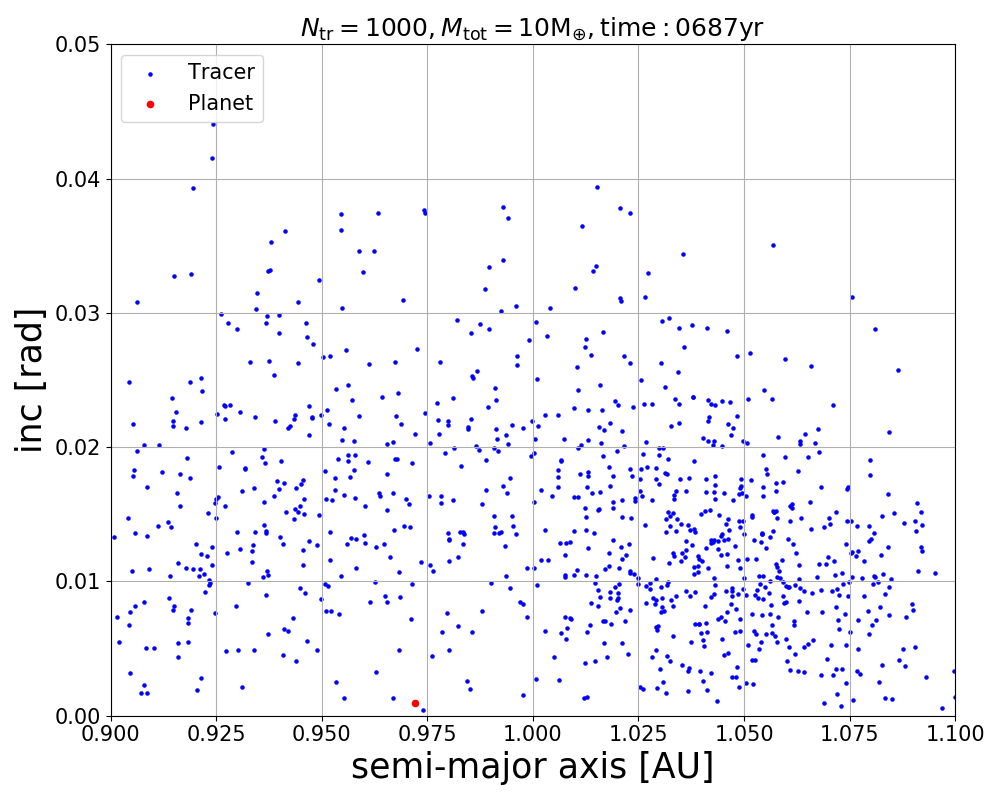 N_tr = 1000, M_tot = 10M_⊕, time : 0687yr
0.05
Tracer
Planet
0.04
0.03
0.02
0.01
0.00
inc [rad]
0.900 0.925 0.950 0.975 1.000 1.025 1.050 1.075 1.100
semi-major axis [AU]